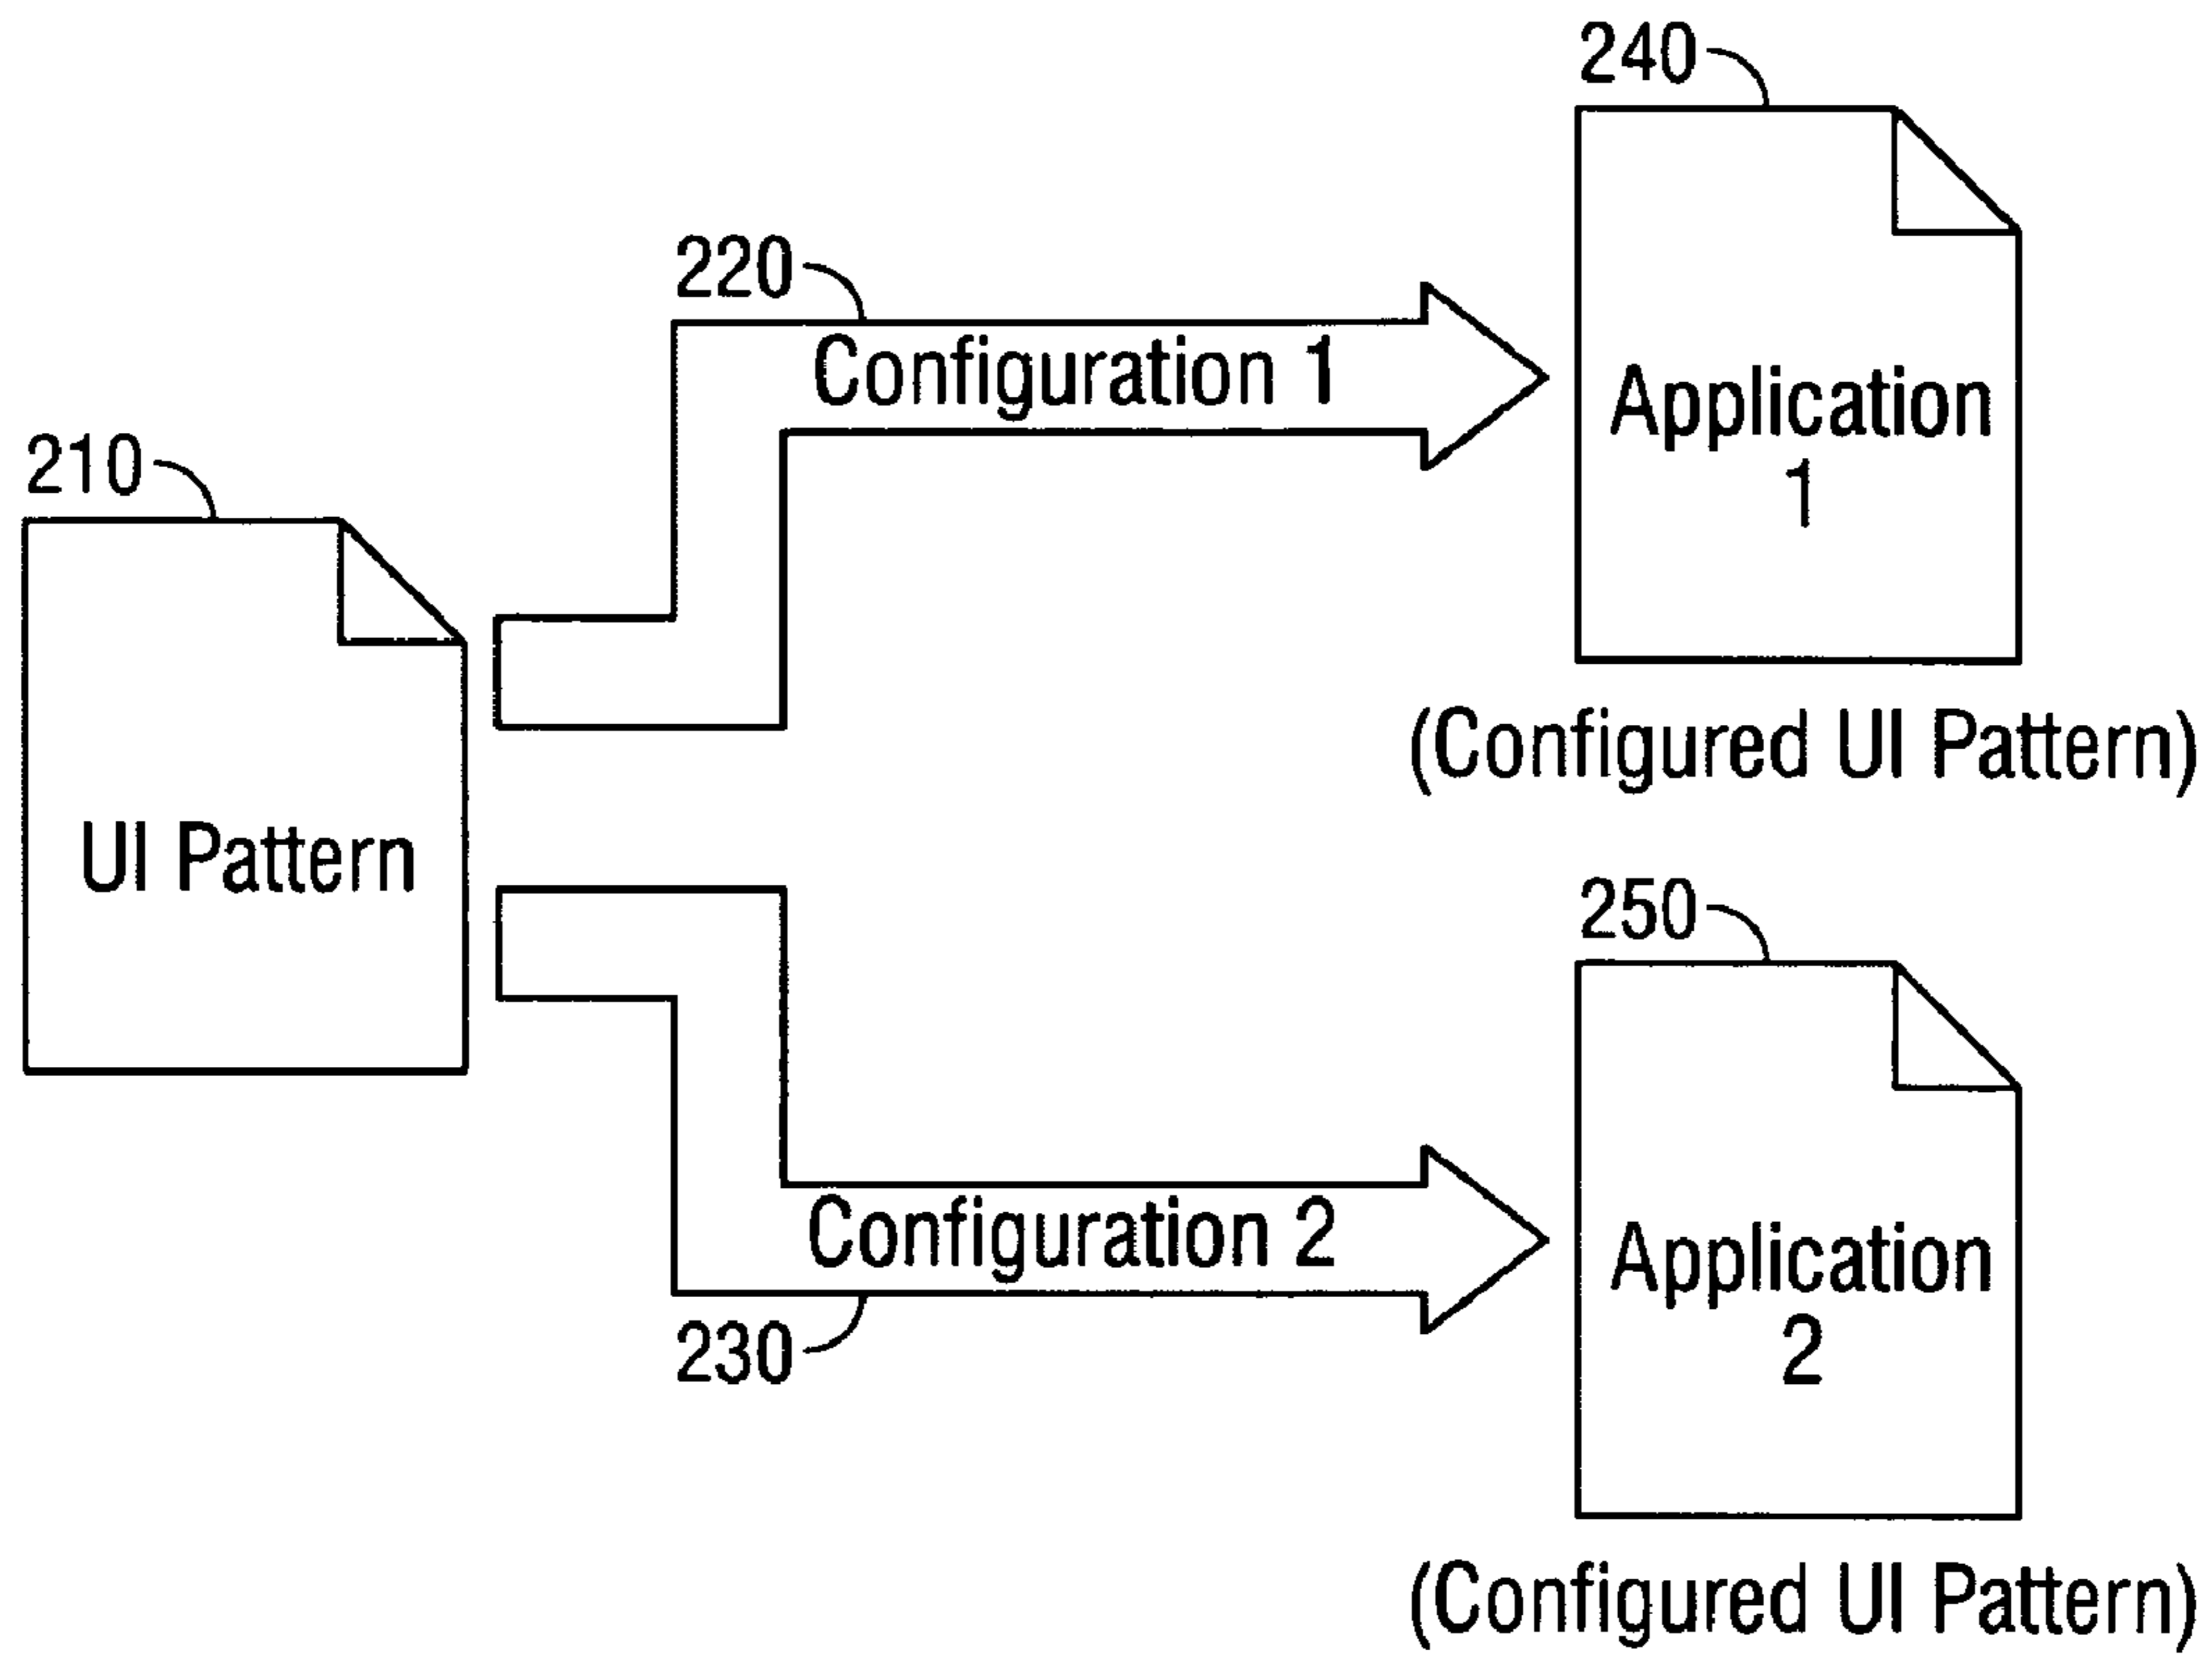 240
220
Configuration 1
Application
1
210
(Configured UI Pattern)
UI Pattern
250
Configuration 2
Application
2
230
(Configured UI Pattern)